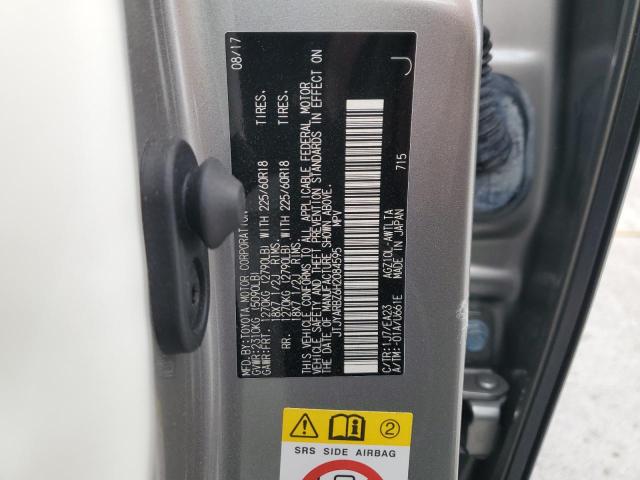 08/17
MFD.BY:TOYOTA MOTOR CORPORATION
GVWR:2310KG (5090LB)
GAWR:FRT. 1270KG (2790LB) WITH 225/60R18 TIRES.
18X7 1/2J RIMS.
RR. 1270KG (2790LB) WITH 225/60R18 TIRES.
18X7 1/2J RIMS
THIS VEHICLE CONFORMS TO ALL APPLICABLE FEDERAL MOTOR
VEHICLE SAFETY AND THEFT PREVENTION STANDARDS IN EFFECT ON
THE DATE OF MANUFACTURE SHOWN ABOVE.
JTJYARBZ6H2084595 MPV
715
J
C/TR:1J7/EA23 AGZ10L-AWTLTA
A/TM:-01A/U661E MADE IN JAPAN
2
SRS SIDE AIRBAG